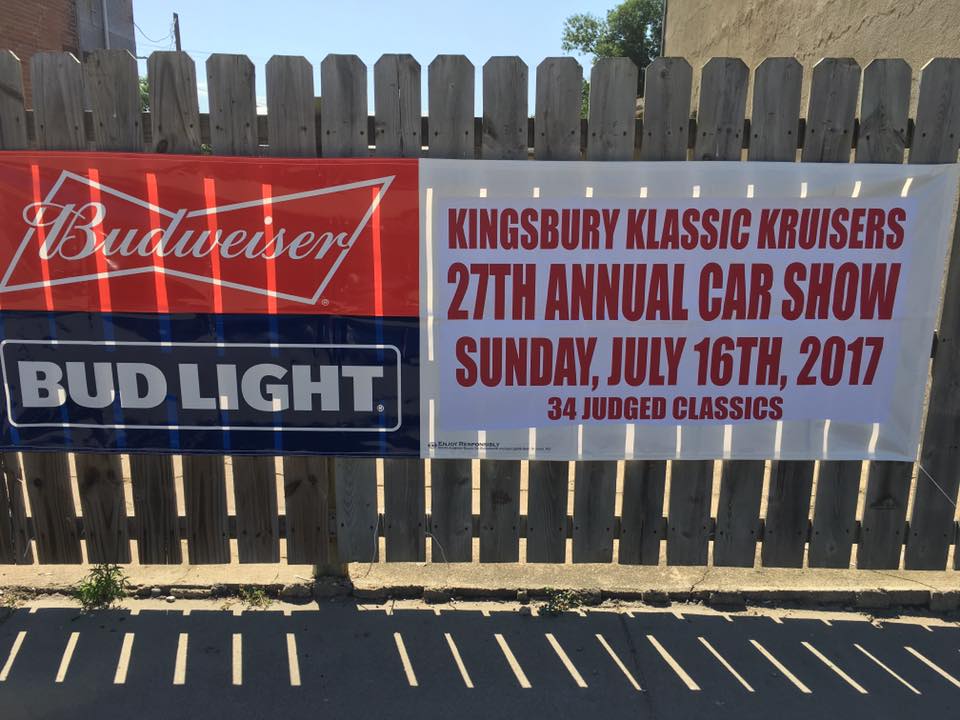 Budweiser
BUD LIGHT
KINGSBURY KLASSIC KRUISERS
27TH ANNUAL CAR SHOW
SUNDAY, JULY 16TH, 2017
34 JUDGED CLASSICS
ENJOY RESPONSIBLY